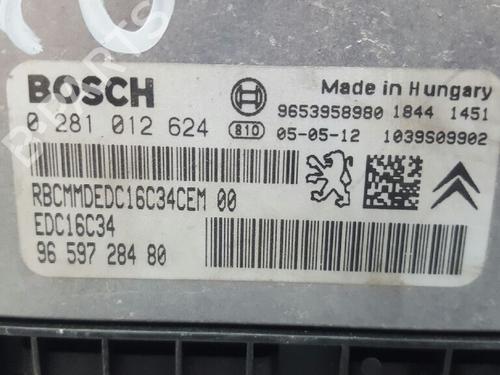 BOSCH
Made in Hungary
9653958980 1844 1451
0 281 012 624 810 05-05-12 1039S09902
RBCMMDEDC16C34CEM 00
EDC16C34
96 597 284 80